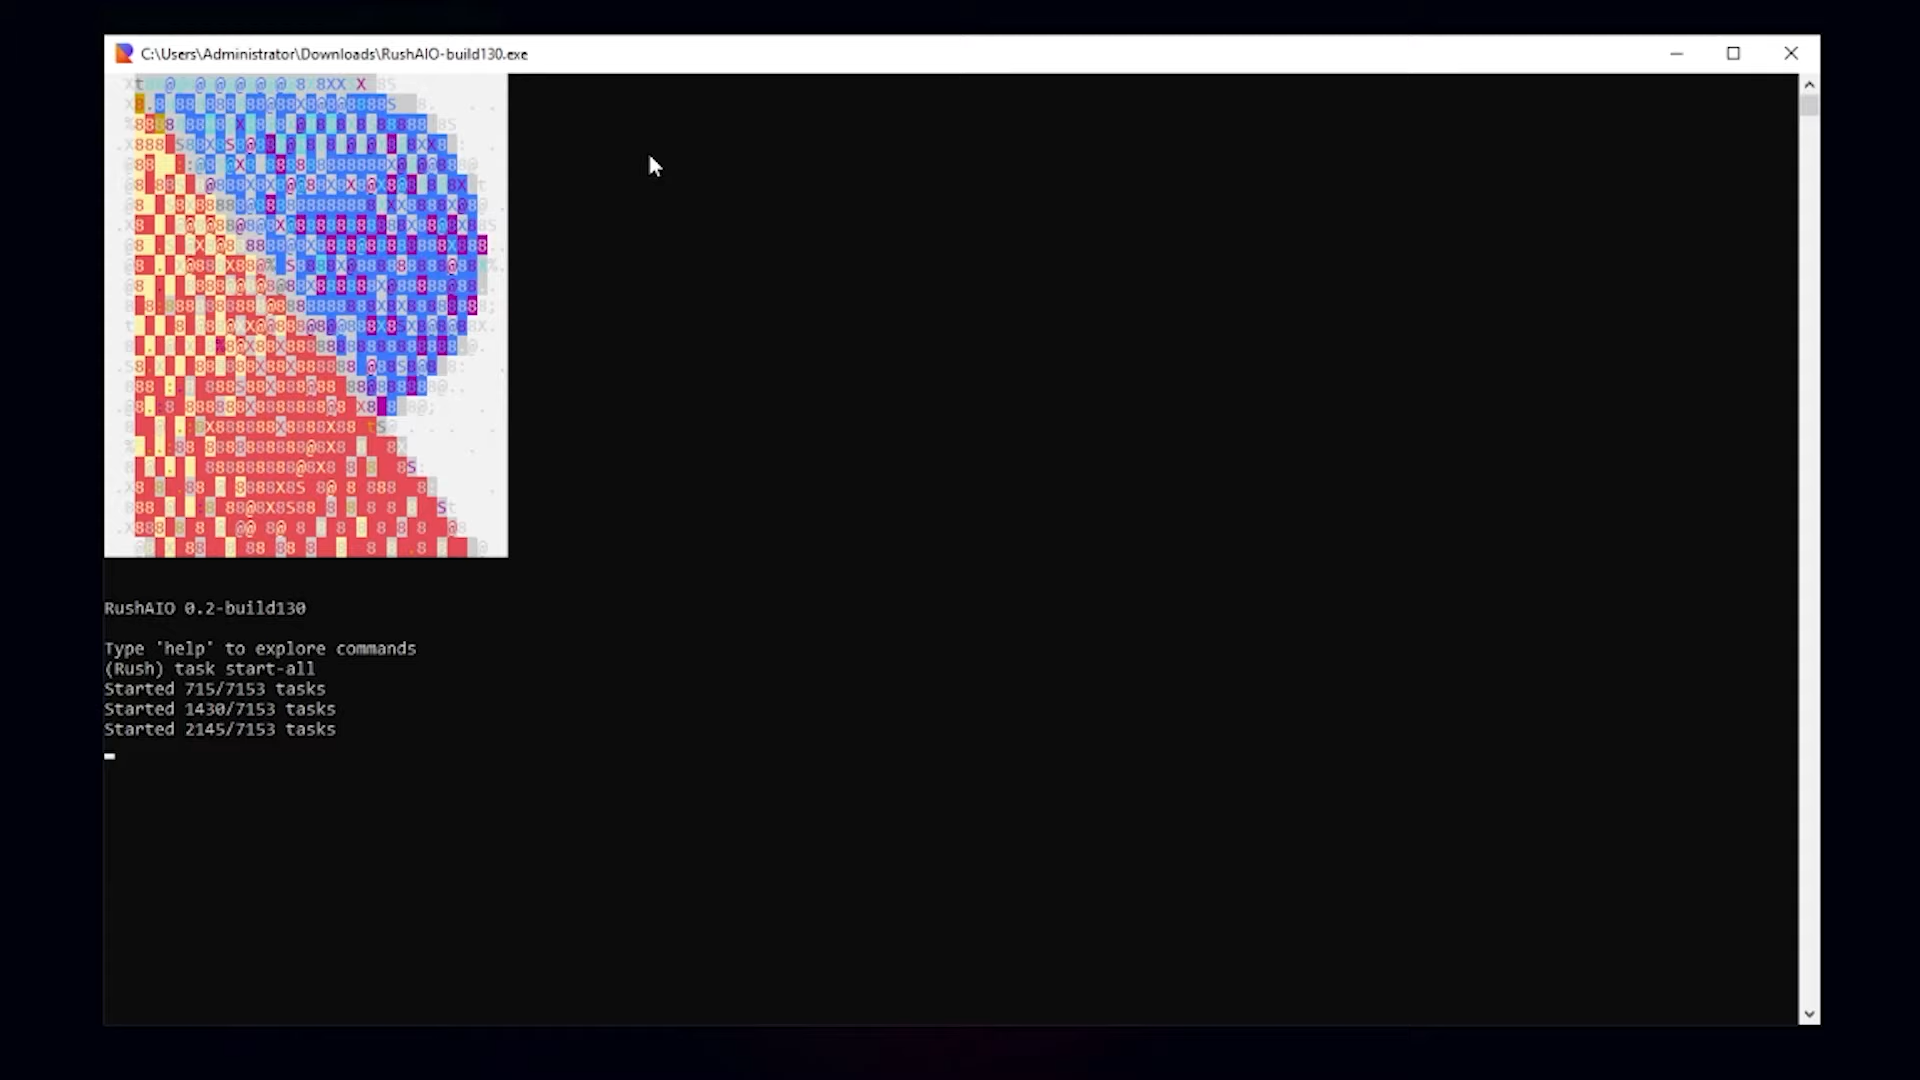 C:\Users\Administrator\Downloads\RushAIO-build130.exe
RushAIO 0.2-build130
Type 'help' to explore commands
(Rush) task start-all
Started 715/7153 tasks
Started 1430/7153 tasks
Started 2145/7153 tasks